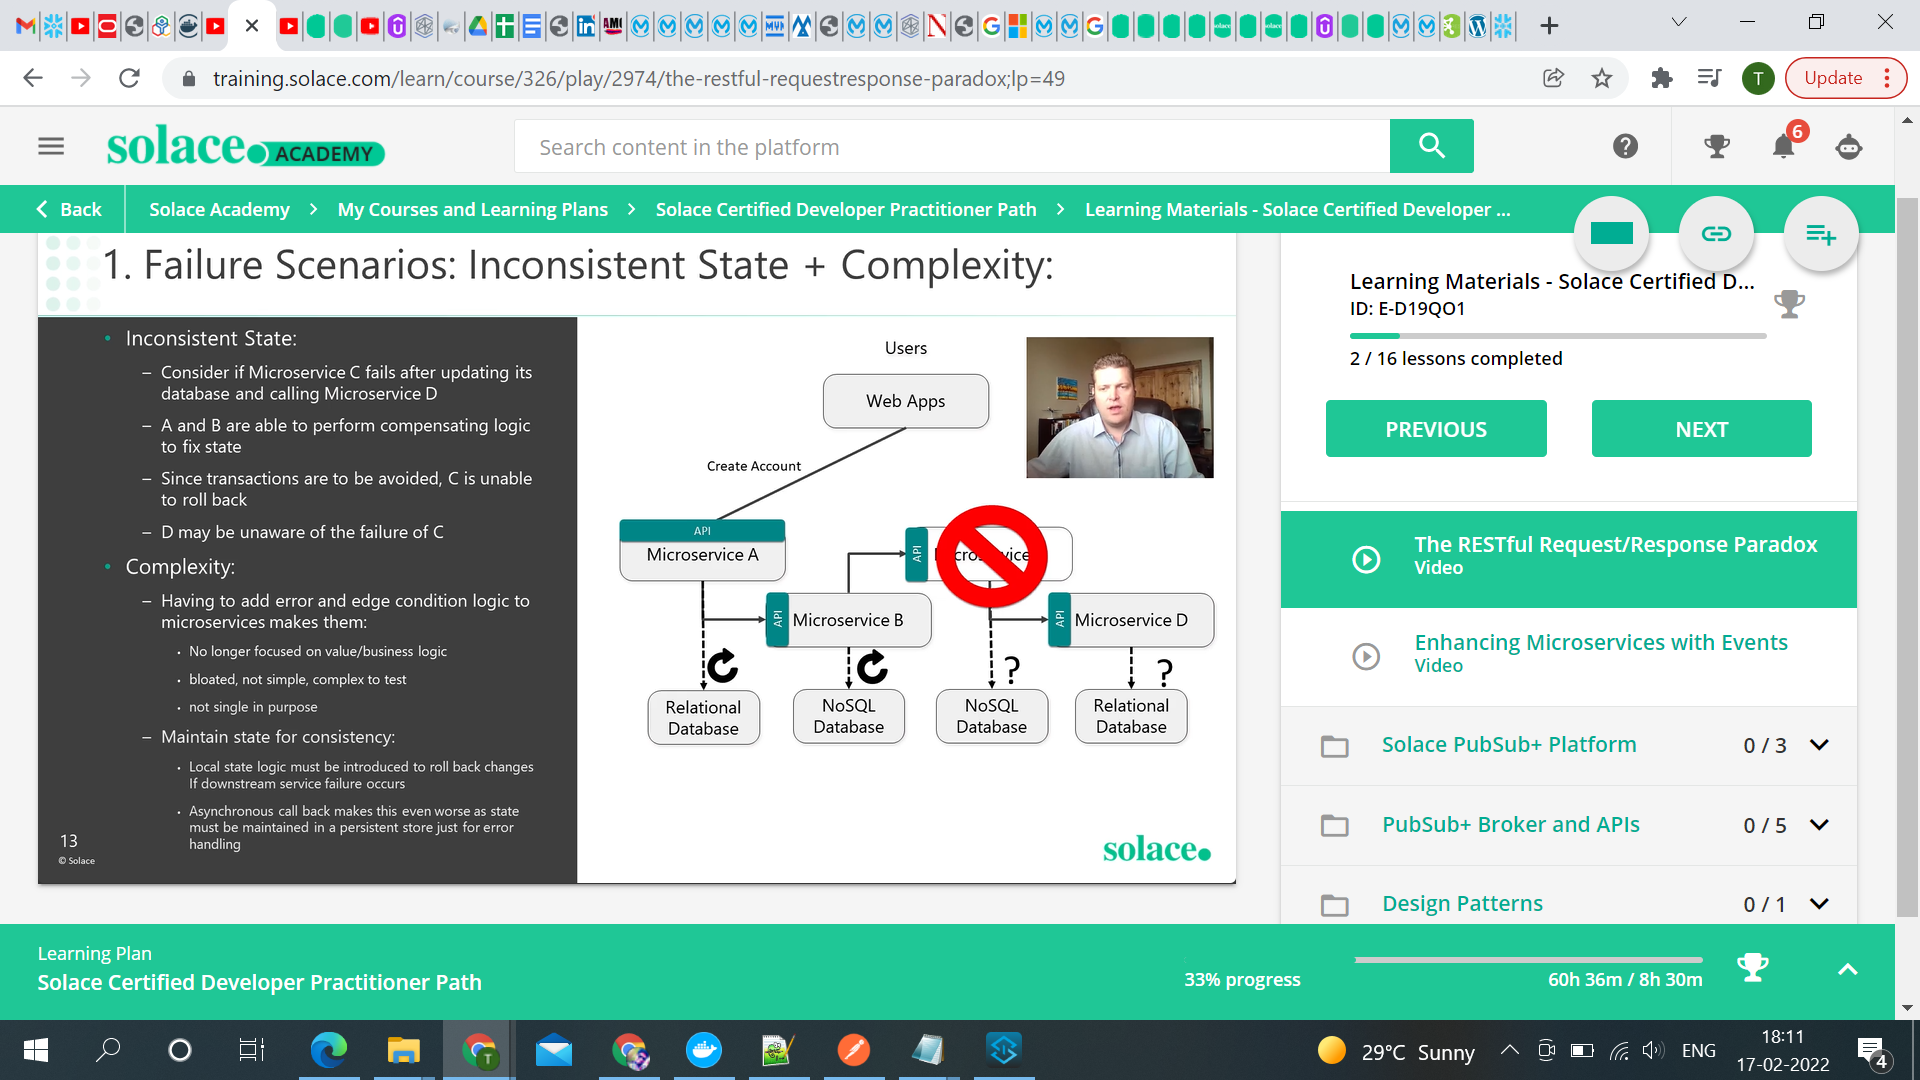 training.solace.com/learn/course/326/play/2974/the-restful-requestresponse-paradox;lp=49
T
Update
solace.
ACADEMY
Search content in the platform
6
Back
Solace Academy
My Courses and Learning Plans
Solace Certified Developer Practitioner Path
Learning Materials - Solace Certified Developer ...
1. Failure Scenarios: Inconsistent State + Complexity:
• Inconsistent State:
– Consider if Microservice C fails after updating its
database and calling Microservice D
– A and B are able to perform compensating logic
to fix state
– Since transactions are to be avoided, C is unable
to roll back
– D may be unaware of the failure of C
• Complexity:
– Having to add error and edge condition logic to
microservices makes them:
• No longer focused on value/business logic
• bloated, not simple, complex to test
• not single in purpose
– Maintain state for consistency:
• Local state logic must be introduced to roll back changes
If downstream service failure occurs
• Asynchronous call back makes this even worse as state
must be maintained in a persistent store just for error
handling
13
© Solace
Users
Web Apps
Create Account
API
Microservice A
API
API
Microservice B
API
Microservice D
?
?
Relational
Database
NoSQL
Database
NoSQL
Database
Relational
Database
solace.
Learning Materials - Solace Certified D...
ID: E-D19QO1
2 / 16 lessons completed
PREVIOUS
NEXT
The RESTful Request/Response Paradox
Video
Enhancing Microservices with Events
Video
Solace PubSub+ Platform
0 / 3
PubSub+ Broker and APIs
0 / 5
Design Patterns
0 / 1
Learning Plan
Solace Certified Developer Practitioner Path
33% progress
60h 36m / 8h 30m
29°C Sunny
ENG
18:11
17-02-2022
4